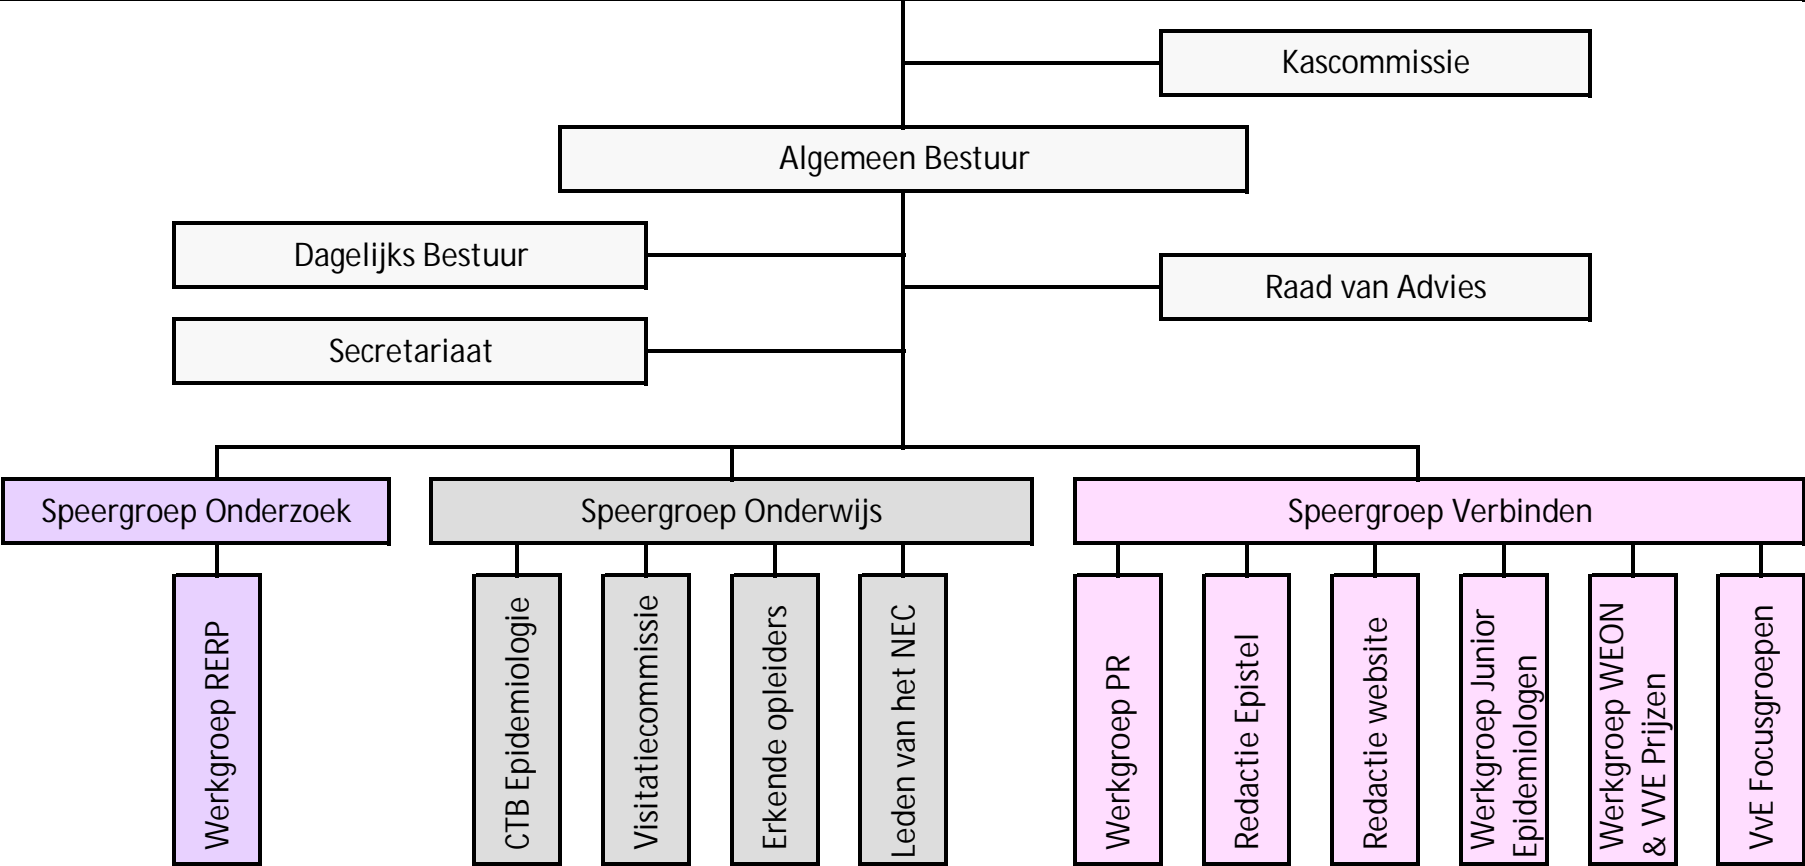 Kascommissie
Algemeen Bestuur
Dagelijks Bestuur
Raad van Advies
Secretariaat
Speergroep Onderzoek
Speergroep Onderwijs
Speergroep Verbinden
Werkgroep RERP
CTB Epidemiologie
Visitatiecommissie
Erkende opleiders
Leden van het NEC
Werkgroep PR
Redactie Epistel
Redactie website
Werkgroep Junior
Epidemiologen
Werkgroep WEON
& VVE Prijzen
VvE Focusgroepen